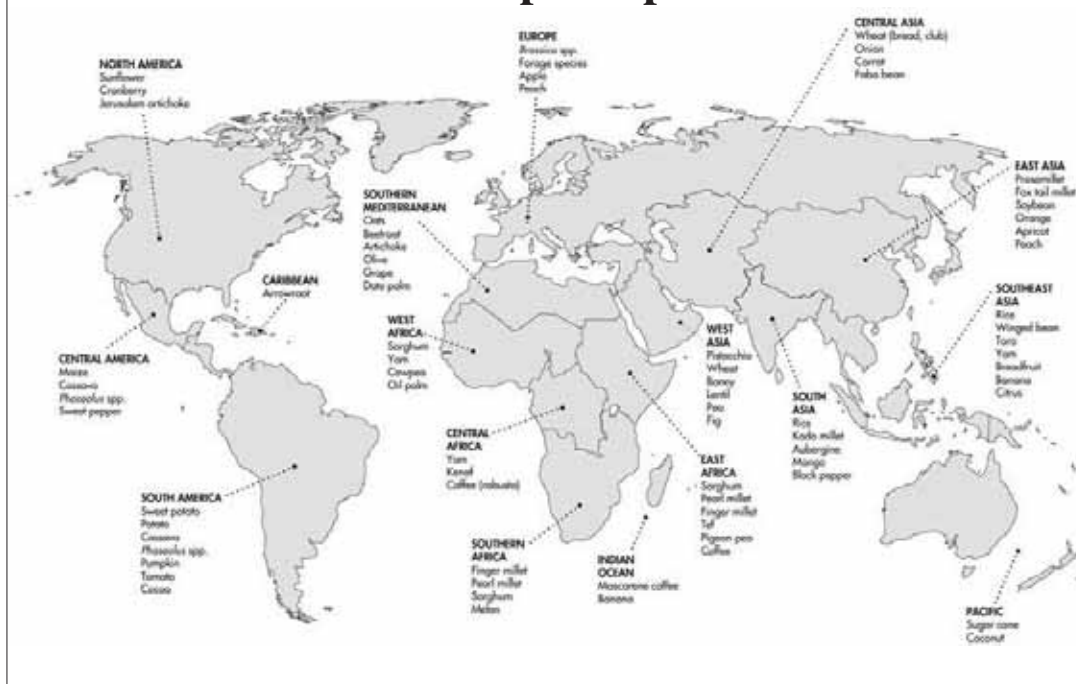 NORTH AMERICA
Sunflower
Cranberry
Jerusalem artichoke
EUROPE
Brassica spp.
Forage species
Apple
Peach
CENTRAL ASIA
Wheat (bread, club)
Onion
Carrot
Faba bean
EAST ASIA
Prosomillet
Fox tail millet
Soybean
Orange
Apricot
Peach
SOUTHERN
MEDITERRANEAN
Oats
Beetroot
Artichoke
Olive
Grape
Date palm
CARIBBEAN
Arrowroot
CENTRAL AMERICA
Maize
Cassava
Phaseolus spp.
Sweet pepper
WEST
AFRICA
Sorghum
Yam
Cowpea
Oil palm
WEST
ASIA
Pistacchio
Wheat
Barley
Lentil
Pea
Fig
SOUTHEAST
ASIA
Rice
Winged bean
Taro
Yam
Breadfruit
Banana
Citrus
SOUTH
ASIA
Rice
Kodo millet
Aubergine
Mango
Black pepper
CENTRAL
AFRICA
Yam
Kenaf
Coffee (robusta)
EAST
AFRICA
Sorghum
Pearl millet
Finger millet
Tef
Pigeon pea
Coffee
SOUTH AMERICA
Sweet potato
Potato
Cassava
Phaseolus spp.
Pumpkin
Tomato
Cocoa
SOUTHERN
AFRICA
Finger millet
Pearl millet
Sorghum
Melon
INDIAN
OCEAN
Mascarene coffee
Banana
PACIFIC
Sugar cane
Coconut